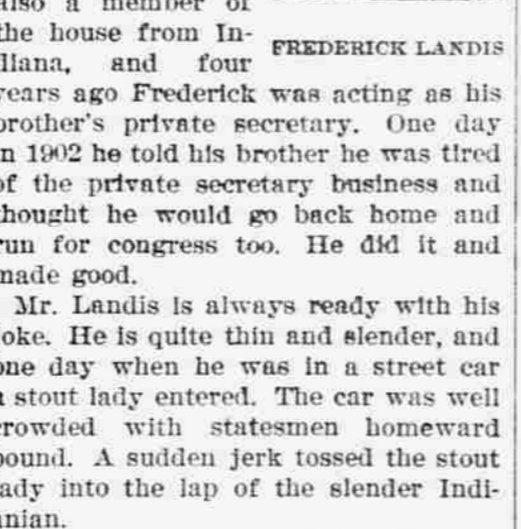 also a member of
the house from In-
diana, and four
FREDERICK LANDIS
years ago Frederick was acting as his
brother's private secretary. One day
in 1902 he told his brother he was tired
of the private secretary business and
thought he would go back home and
run for congress too. He did it and
made good.
Mr. Landis is always ready with his
joke. He is quite thin and slender, and
one day when he was in a street car
a stout lady entered. The car was well
crowded with statesmen homeward
bound. A sudden jerk tossed the stout
lady into the lap of the slender Indi-
anian.